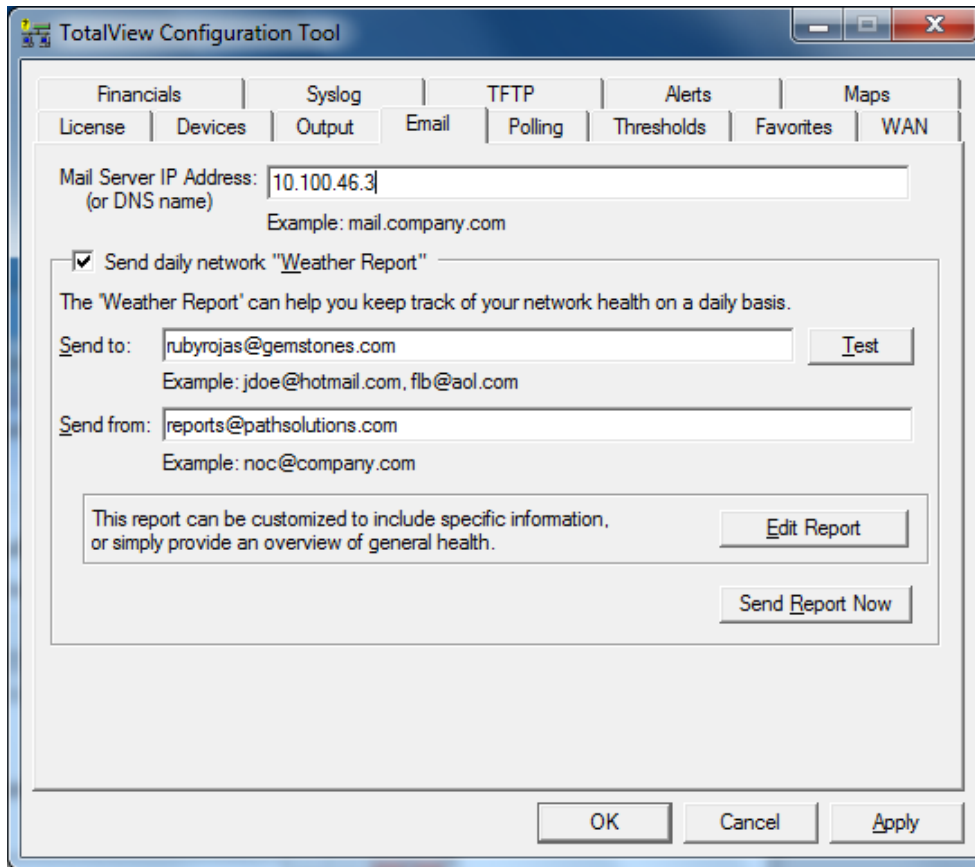 TotalView Configuration Tool
Financials Syslog TFTP Alerts Maps
License Devices Output Email Polling Thresholds Favorites WAN
Mail Server IP Address: 10.100.46.3
(or DNS name)
Example: mail.company.com
Send daily network "Weather Report"
The 'Weather Report' can help you keep track of your network health on a daily basis.
Send to: rubyrojas@gemstones.com Test
Example: jdoe@hotmail.com, flb@aol.com
Send from: reports@pathsolutions.com
Example: noc@company.com
This report can be customized to include specific information,
or simply provide an overview of general health.
Edit Report
Send Report Now
OK Cancel Apply